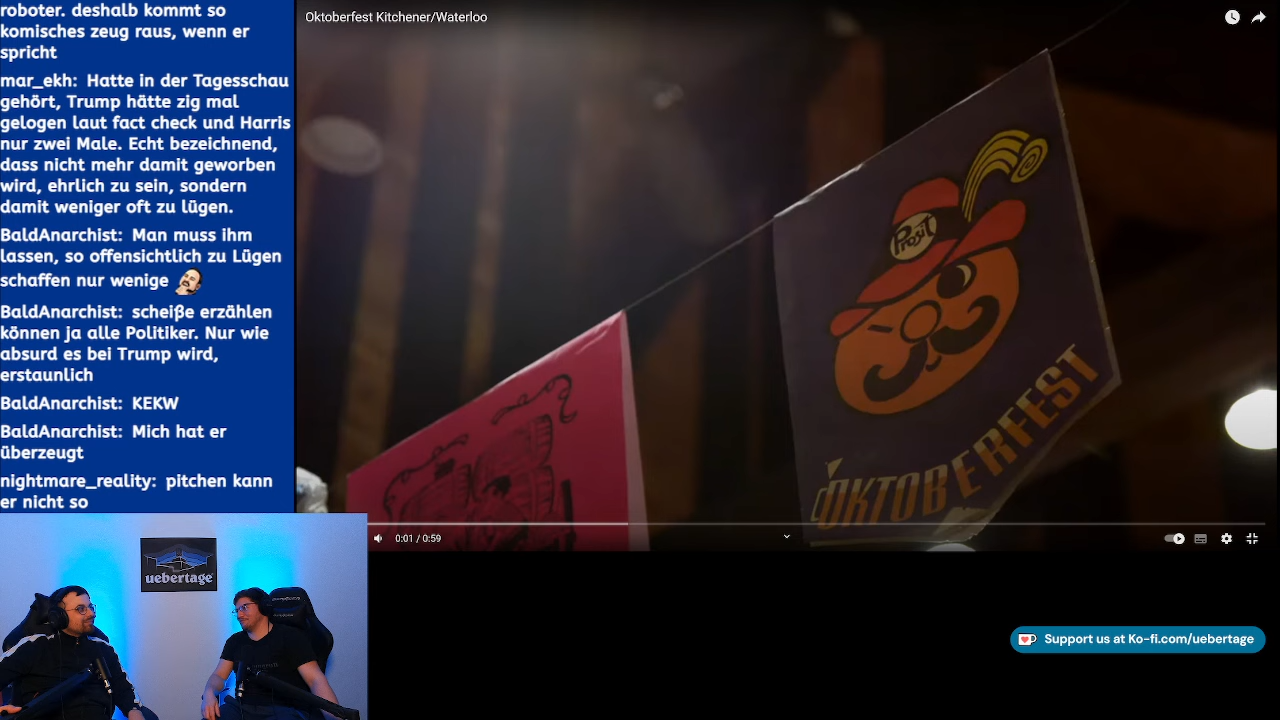 roboter. deshalb kommt so
komisches zeug raus, wenn er
spricht
mar_ekh: Hatte in der Tagesschau
gehört, Trump hätte zig mal
gelogen laut fact check und Harris
nur zwei Male. Echt bezeichnend,
dass nicht mehr damit geworben
wird, ehrlich zu sein, sondern
damit weniger oft zu lügen.
BaldAnarchist: Man muss ihm
lassen, so offensichtlich zu Lügen
schaffen nur wenige
BaldAnarchist: scheiße erzählen
können ja alle Politiker. Nur wie
absurd es bei Trump wird,
erstaunlich
BaldAnarchist: KEKW
BaldAnarchist: Mich hat er
überzeugt
nightmare_reality: pitchen kann
er nicht so
Oktoberfest Kitchener/Waterloo
Prosit
OKTOBERFEST
0:01 / 0:59
uebertage
Support us at Ko-fi.com/uebertage